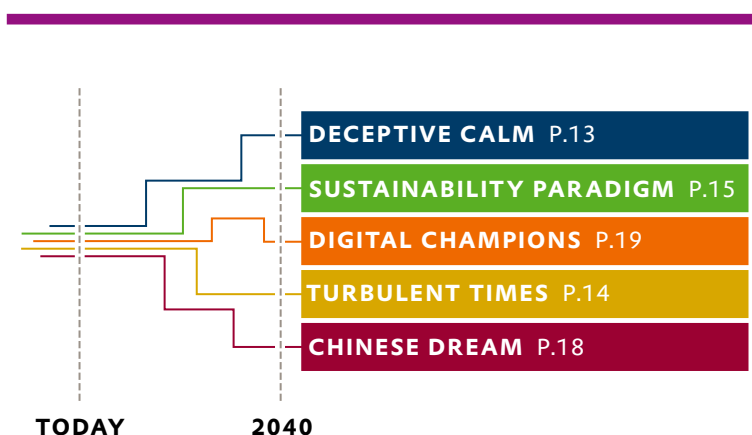 DECEPTIVE CALM P.13
SUSTAINABILITY PARADIGM P.15
DIGITAL CHAMPIONS P.19
TURBULENT TIMES P.14
CHINESE DREAM P.18
TODAY 2040